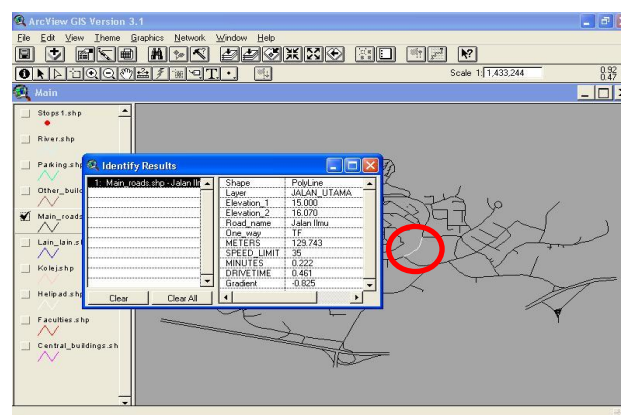 ArcView GIS Version 3.1
File Edit View Theme Graphics Network Window Help
Scale 1: 1,433,244
0.92
0.47
Main
Stops1.shp
River.shp
Parking.shp
Other_build
Main_roads
Lain_lain.s
Kolej.shp
Helipad.shp
Faculties.shp
Central_buildings.sh
Identify Results
1: Main_roads.shp - Jalan Ilm
Shape PolyLine
Layer JALAN_UTAMA
Elevation_1 15.000
Elevation_2 16.070
Road_name Jalan Ilmu
One_way TF
METERS 129.743
SPEED_LIMIT 35
MINUTES 0.222
DRIVETIME 0.461
Gradient -0.825
Clear Clear All